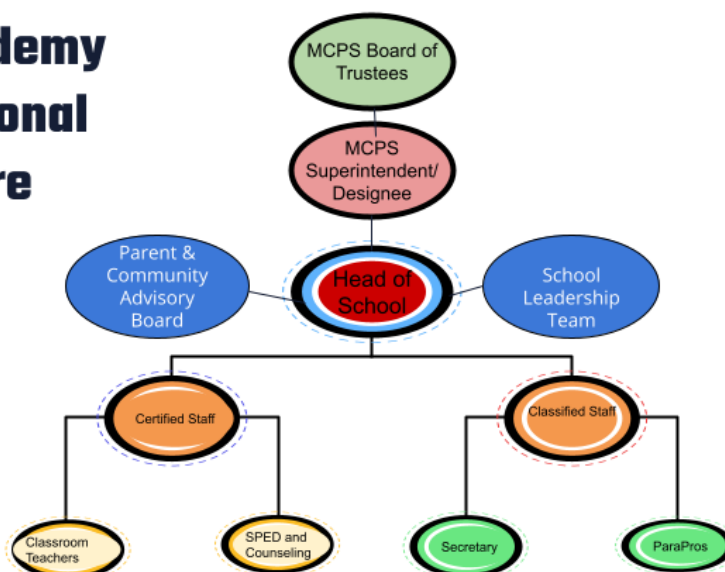 demy
onal
re
MCPS Board of
Trustees
MCPS
Superintendent/
Designee
Parent &
Community
Advisory
Board
Head of
School
School
Leadership
Team
Certified Staff
Classified Staff
Classroom
Teachers
SPED and
Counseling
Secretary
ParaPros